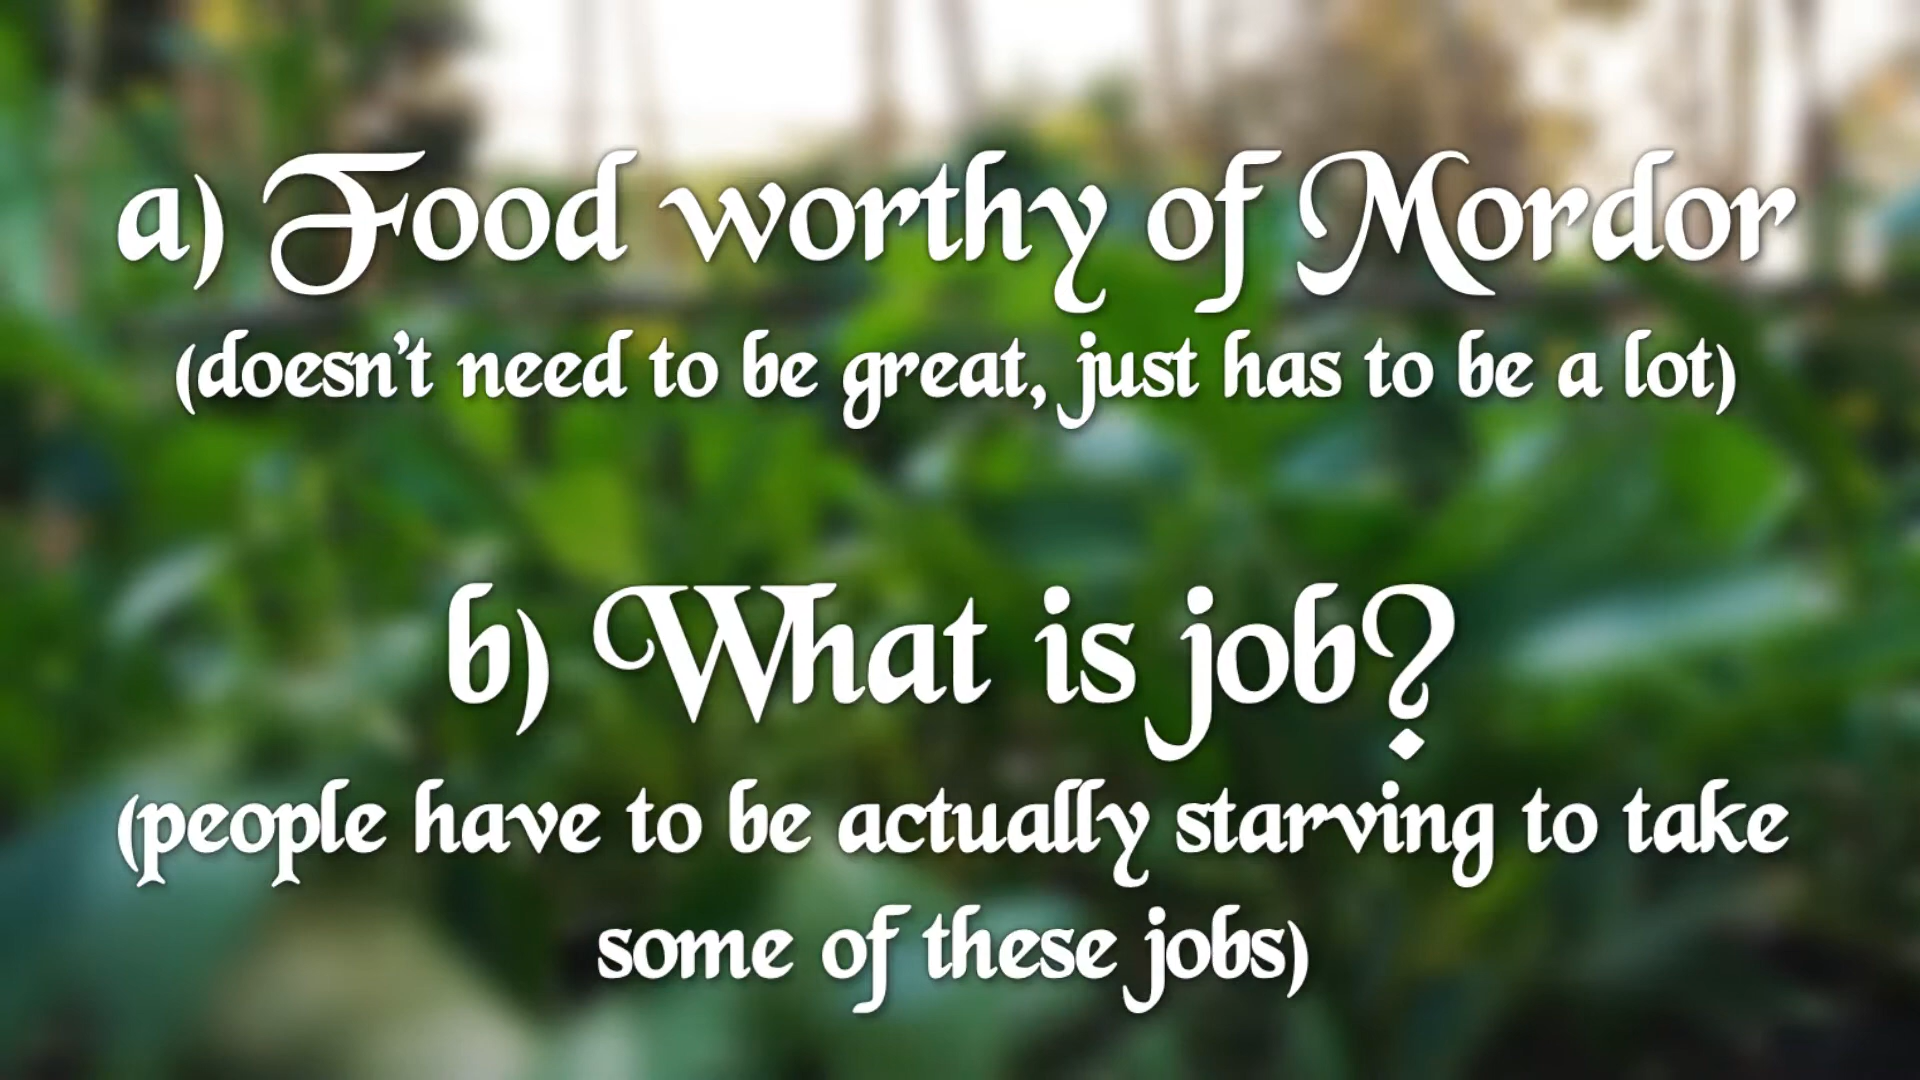 a) Food worthy of Mordor
(doesn't need to be great, just has to be a lot)
b) What is job?
(people have to be actually starving to take
some of these jobs)